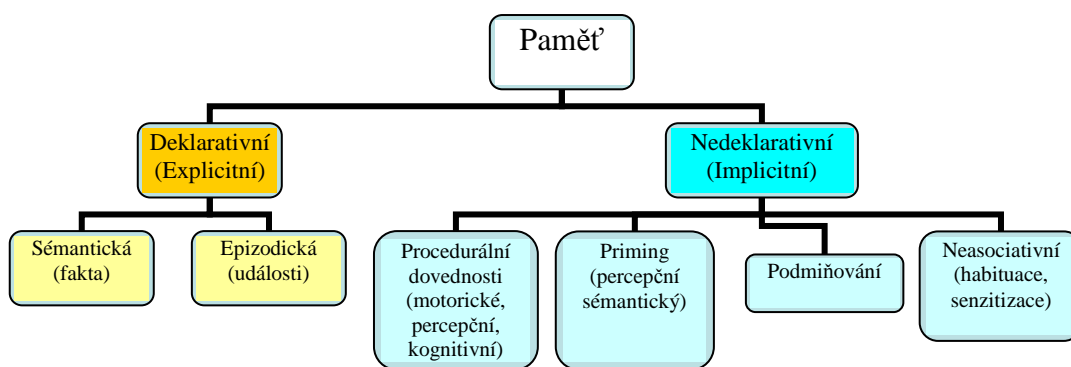 Paměť
Deklarativní
(Explicitní)
Nedeklarativní
(Implicitní)
Sémantická
(fakta)
Epizodická
(události)
Procedurální
dovednosti
(motorické,
percepční,
kognitivní)
Priming
(percepční
sémantický)
Podmiňování
Neasociativní
(habituace,
senzitizace)